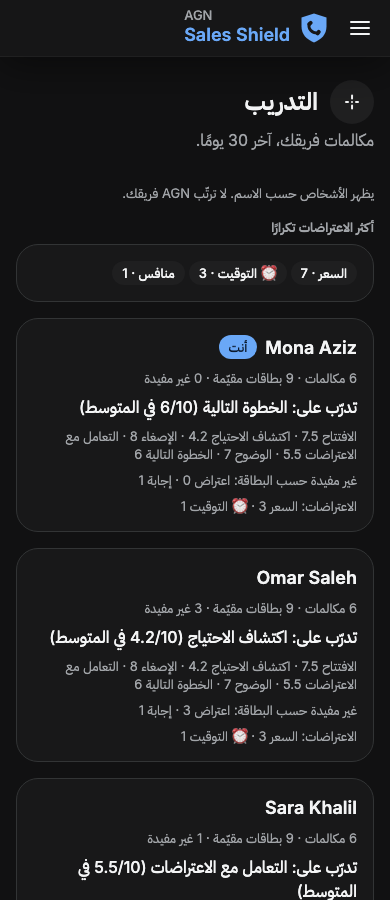 AGN
Sales Shield
التدريب
مكالمات فريقك، آخر 30 يومًا.
يظهر الأشخاص حسب الاسم. لا ترتّب AGN فريقك.
أكثر الاعتراضات تكرارًا
السعر · 7 ⏰ التوقيت · 3 منافس · 1
Mona Aziz أنت
6 مكالمات · 9 بطاقات مقيّمة · 0 غير مفيدة
تدرّب على: الخطوة التالية (6/10 في المتوسط)
الافتتاح 7.5 · اكتشاف الاحتياج 4.2 · الإصغاء 8 · التعامل مع
الاعتراضات 5.5 · الوضوح 7 · الخطوة التالية 6
غير مفيدة حسب البطاقة: اعتراض 0 · إجابة 1
الاعتراضات: السعر 3 · ⏰ التوقيت 1
Omar Saleh
6 مكالمات · 9 بطاقات مقيّمة · 3 غير مفيدة
تدرّب على: اكتشاف الاحتياج (4.2/10 في المتوسط)
الافتتاح 7.5 · اكتشاف الاحتياج 4.2 · الإصغاء 8 · التعامل مع
الاعتراضات 5.5 · الوضوح 7 · الخطوة التالية 6
غير مفيدة حسب البطاقة: اعتراض 3 · إجابة 1
الاعتراضات: السعر 3 · ⏰ التوقيت 1
Sara Khalil
6 مكالمات · 9 بطاقات مقيّمة · 1 غير مفيدة
تدرّب على: التعامل مع الاعتراضات (5.5/10 في
المتوسط)